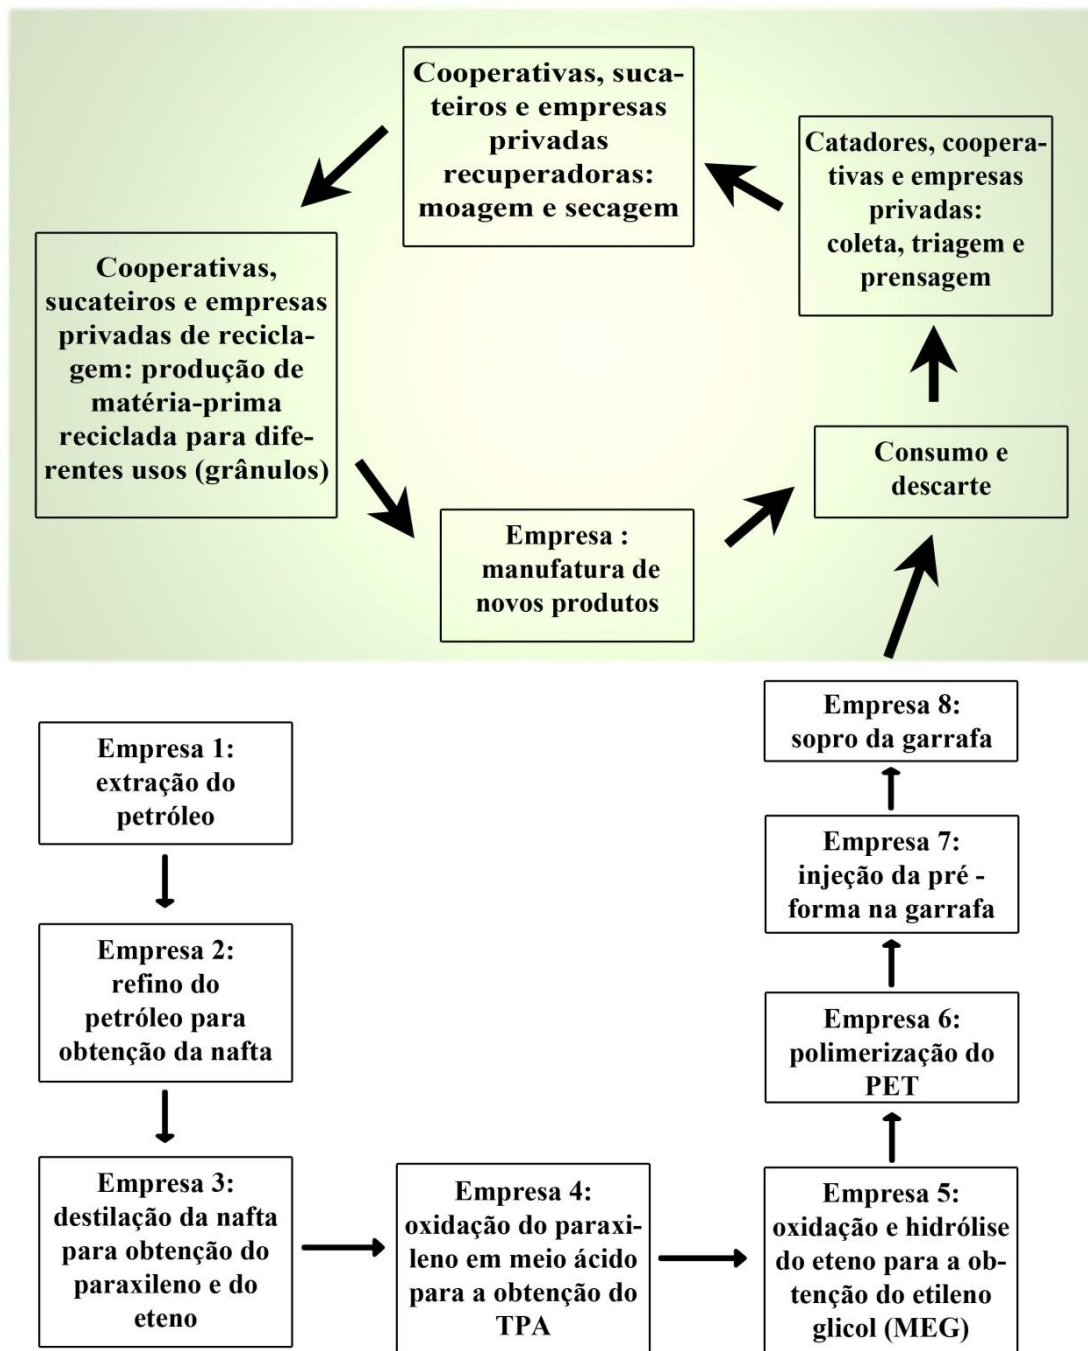 Cooperativas, suca-
teiros e empresas
privadas
recuperadoras:
moagem e secagem
Catadores, coopera-
tivas e empresas
privadas:
coleta, triagem e
prensagem
Cooperativas,
sucateiros e empresas
privadas de recicla-
gem: produção de
matéria-prima
reciclada para dife-
rentes usos (grânulos)
Consumo e
descarte
Empresa :
manufatura de
novos produtos
Empresa 1:
extração do
petróleo
Empresa 2:
refino do
petróleo para
obtenção da nafta
Empresa 3:
destilação da nafta
para obtenção do
paraxileno e do
eteno
Empresa 4:
oxidação do paraxi-
leno em meio ácido
para a obtenção do
TPA
Empresa 5:
oxidação e hidrólise
do eteno para a ob-
tenção do etileno
glicol (MEG)
Empresa 6:
polimerização do
PET
Empresa 7:
injeção da pré -
forma na garrafa
Empresa 8:
sopro da garrafa